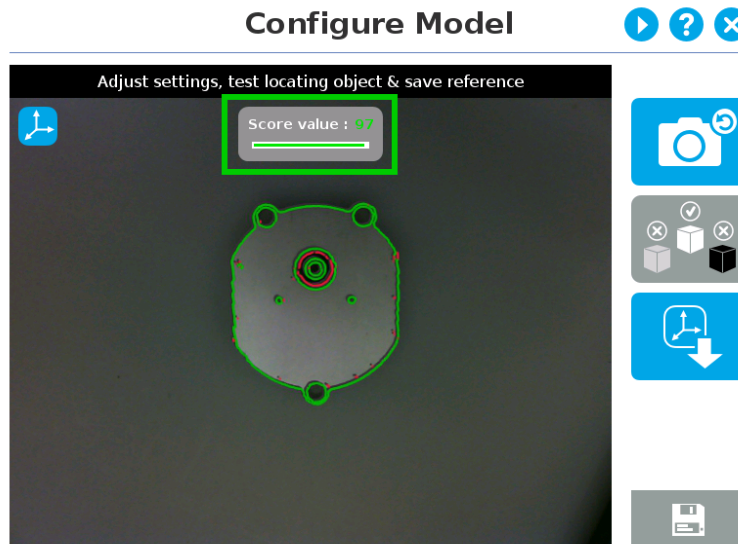 Configure Model
?
Adjust settings, test locating object & save reference
Score value : 97